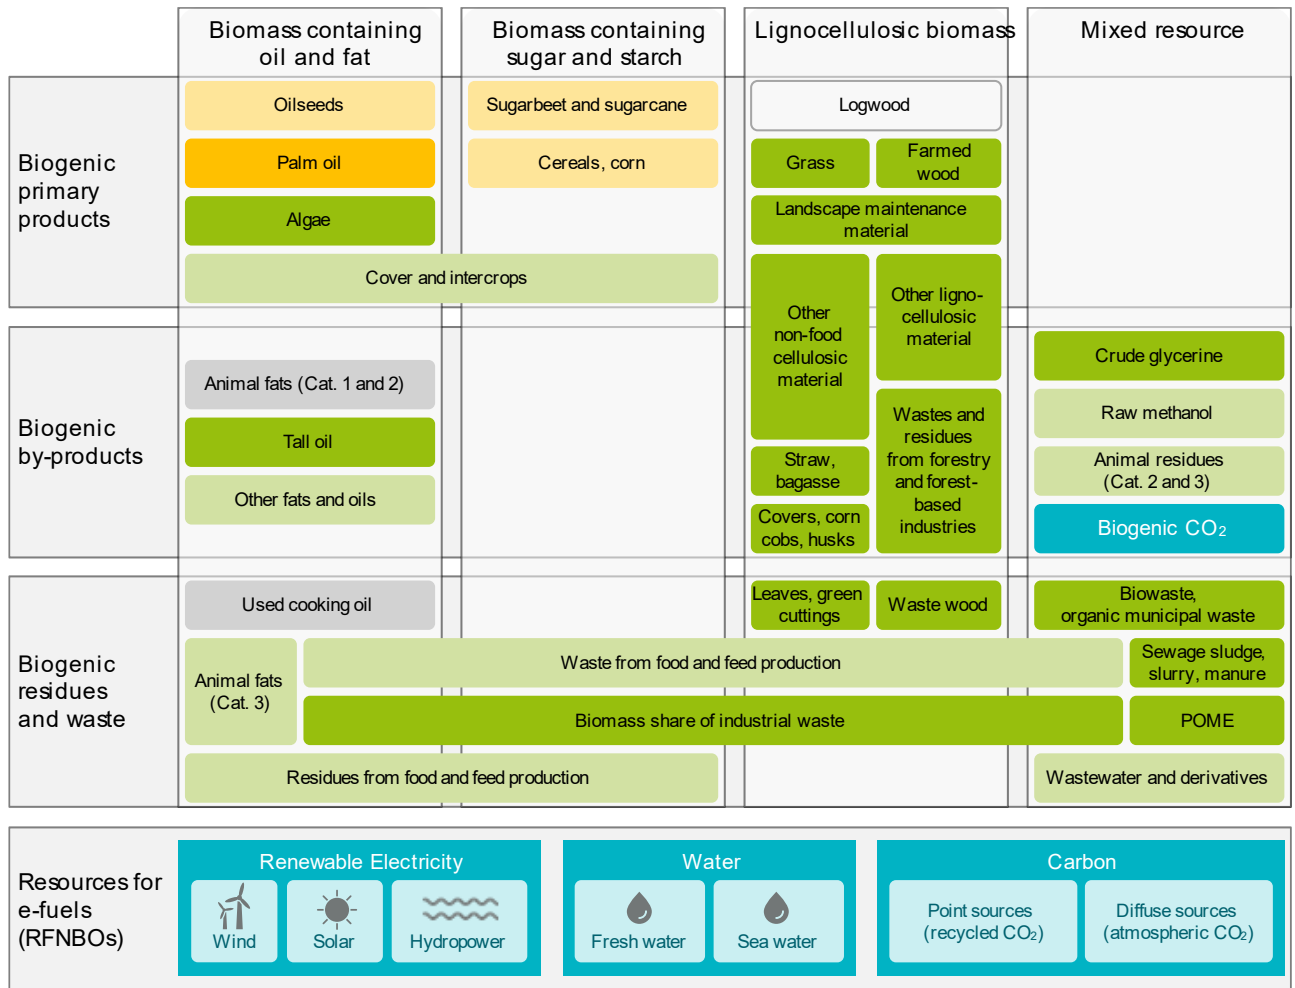 Biomass containing
oil and fat
Biomass containing
sugar and starch
Lignocellulosic biomass
Mixed resource
Biogenic
primary
products
Oilseeds
Sugarbeet and sugarcane
Logwood
Palm oil
Cereals, corn
Grass
Farmed
wood
Algae
Landscape maintenance
material
Cover and intercrops
Other
non-food
cellulosic
material
Other ligno-
cellulosic
material
Biogenic
by-products
Crude glycerine
Animal fats (Cat. 1 and 2)
Raw methanol
Tall oil
Wastes and
residues
from forestry
and forest-
based
industries
Straw,
bagasse
Animal residues
(Cat. 2 and 3)
Other fats and oils
Covers, corn
cobs, husks
Biogenic CO₂
Biogenic
residues
and waste
Used cooking oil
Leaves, green
cuttings
Waste wood
Biowaste,
organic municipal waste
Animal fats
(Cat. 3)
Waste from food and feed production
Sewage sludge,
slurry, manure
Biomass share of industrial waste
POME
Residues from food and feed production
Wastewater and derivatives
Resources for
e-fuels
(RFNBOs)
Renewable Electricity
Wind
Solar
Hydropower
Water
Fresh water
Sea water
Carbon
Point sources
(recycled CO₂)
Diffuse sources
(atmospheric CO₂)